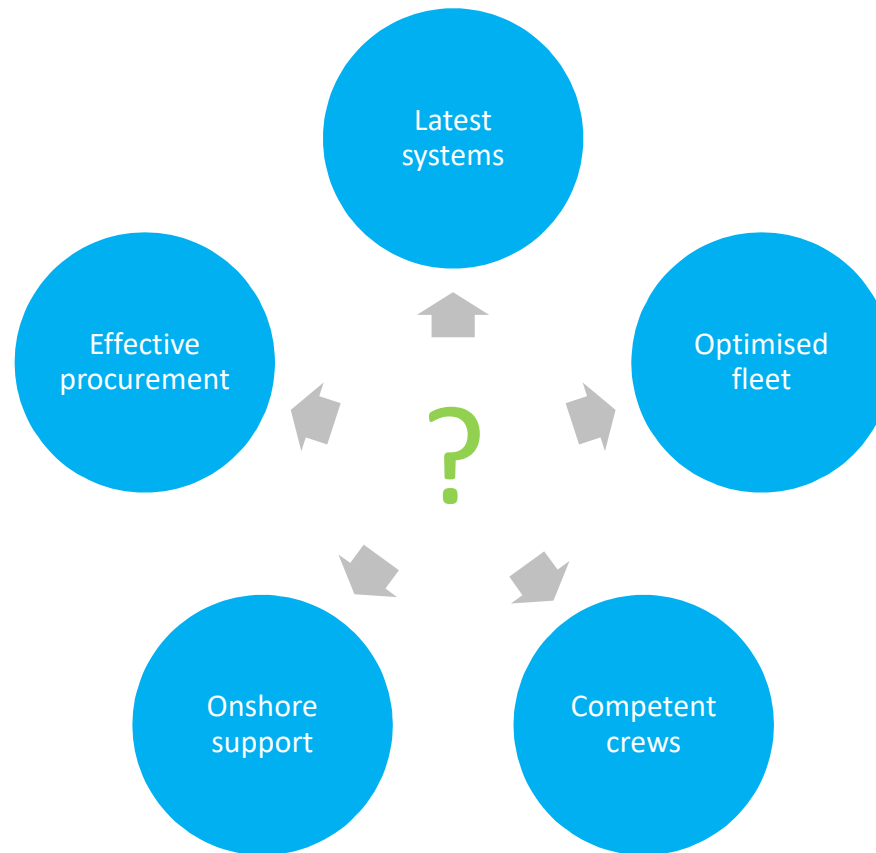 Latest
systems
Effective
procurement
Optimised
fleet
?
Onshore
support
Competent
crews